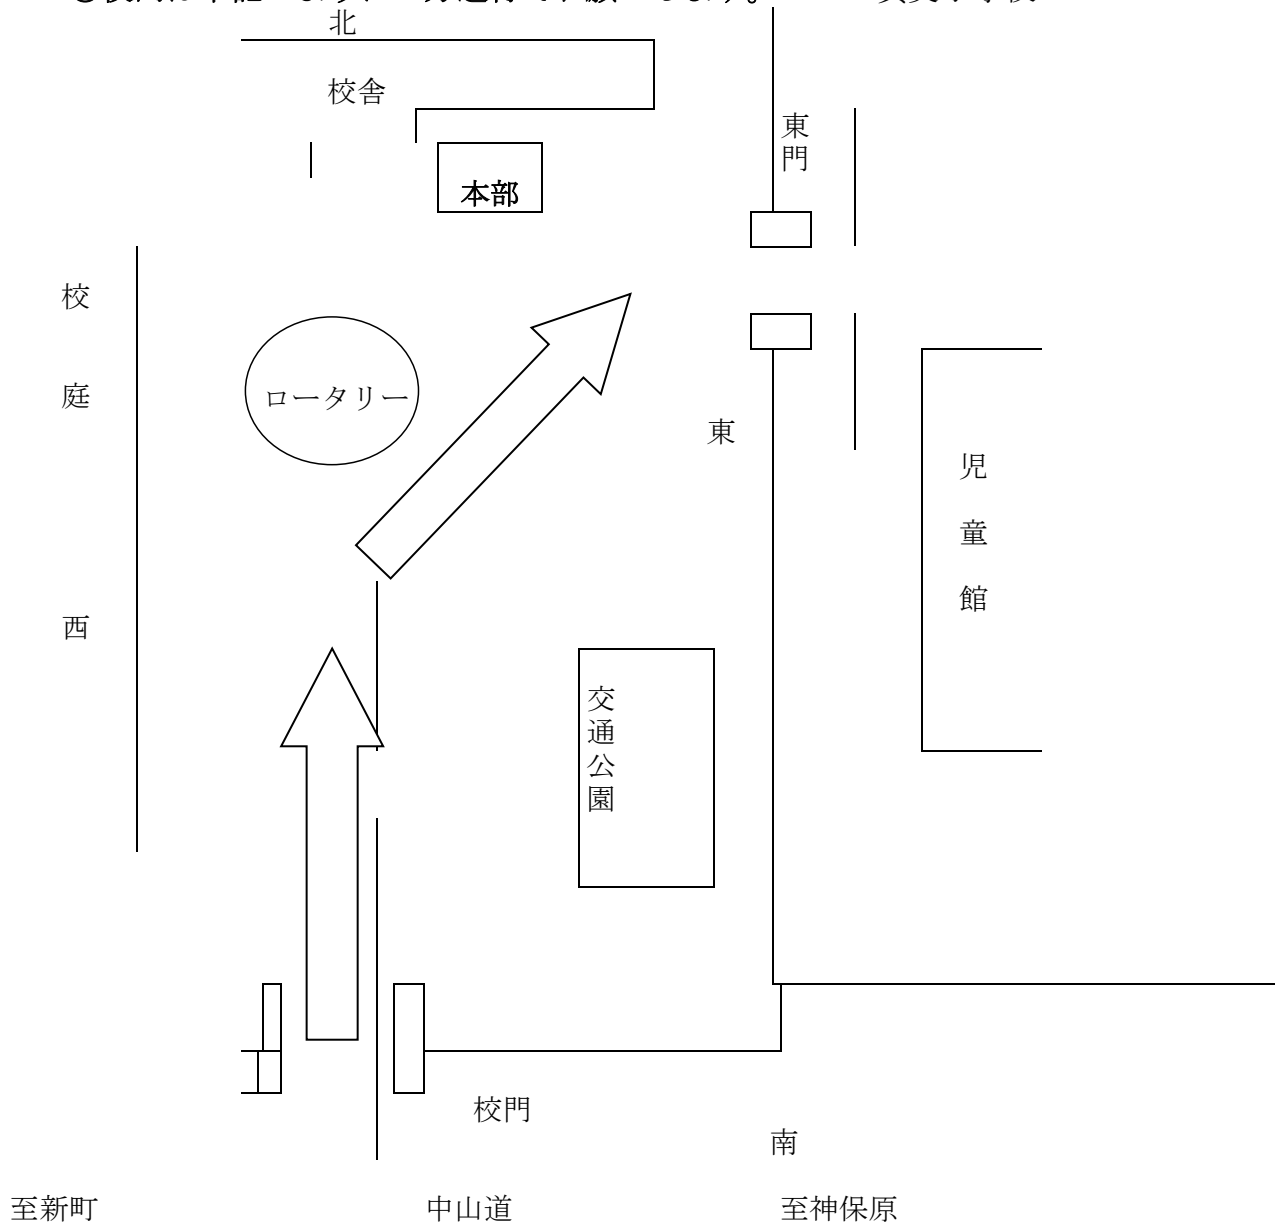 北
校舎
東門
本部
校庭
ロータリー
東
児童館
西
交通公園
校門
南
至新町
中山道
至神保原